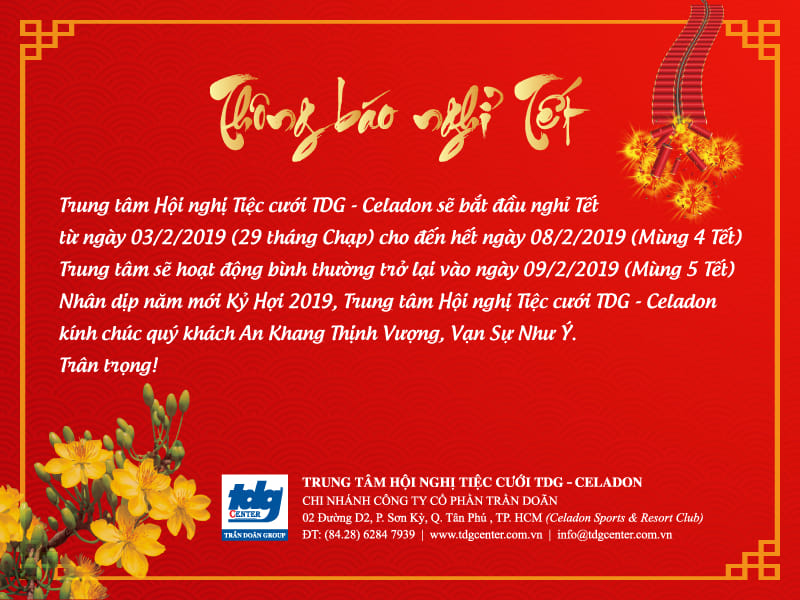 Thông báo nghỉ Tết
Trung tâm Hội nghị Tiệc cưới TDG - Celadon sẽ bắt đầu nghỉ Tết
từ ngày 03/2/2019 (29 tháng Chạp) cho đến hết ngày 08/2/2019 (Mùng 4 Tết)
Trung tâm sẽ hoạt động bình thường trở lại vào ngày 09/2/2019 (Mùng 5 Tết)
Nhân dịp năm mới Kỷ Hợi 2019, Trung tâm Hội nghị Tiệc cưới TDG - Celadon
kính chúc quý khách An Khang Thịnh Vượng, Vạn Sự Như Ý.
Trân trọng!
tdg
CENTER
TRẦN DOÃN GROUP
TRUNG TÂM HỘI NGHỊ TIỆC CƯỚI TDG - CELADON
CHI NHÁNH CÔNG TY CỔ PHẦN TRẦN DOÃN
02 Đường D2, P. Sơn Kỳ, Q. Tân Phú , TP. HCM (Celadon Sports & Resort Club)
ĐT: (84.28) 6284 7939 | www.tdgcenter.com.vn | info@tdgcenter.com.vn